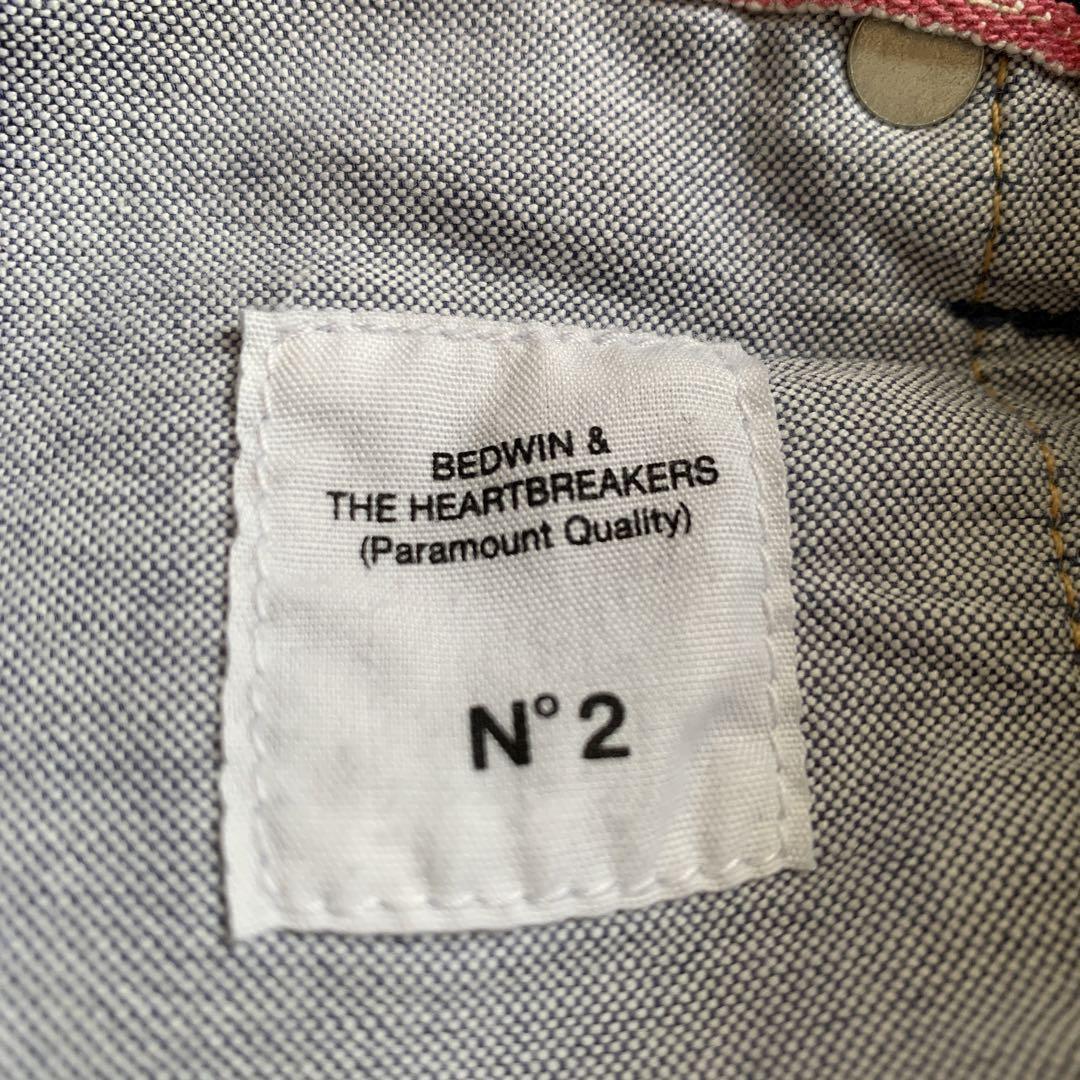 BEDWIN &
THE HEARTBREAKERS
(Paramount Quality)
N° 2